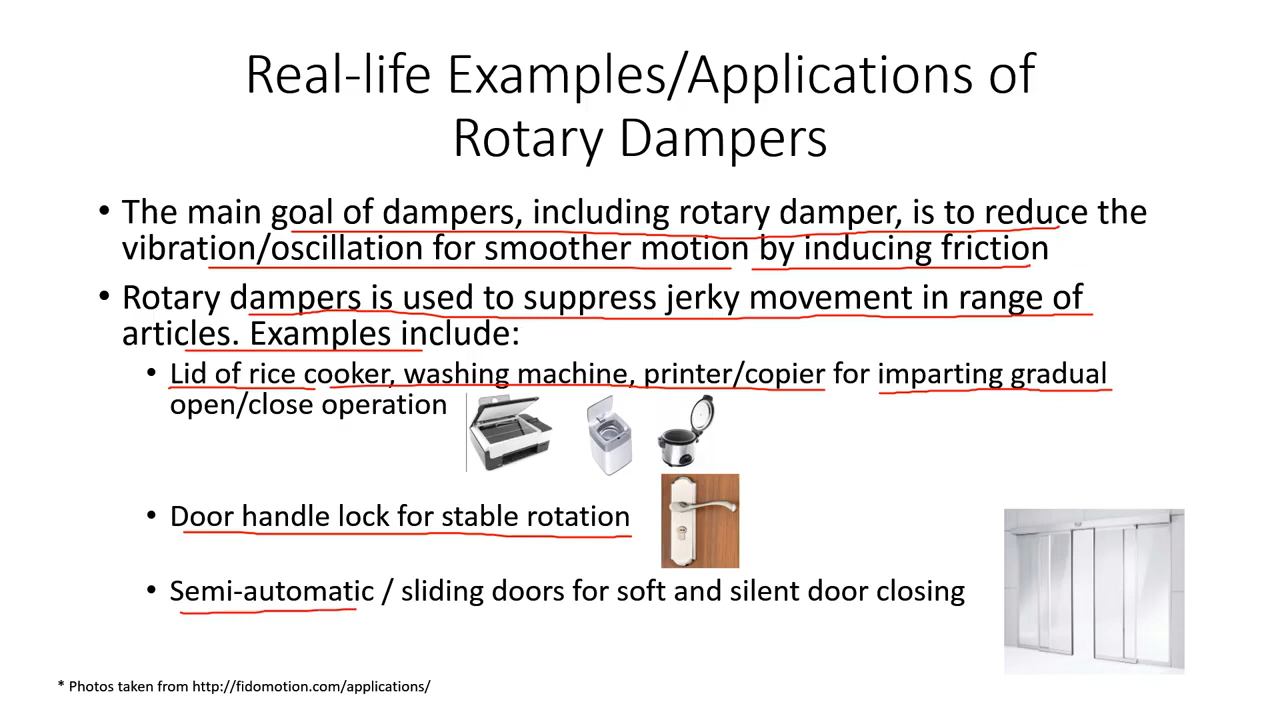 Real-life Examples/Applications of
Rotary Dampers
• The main goal of dampers, including rotary damper, is to reduce the
vibration/oscillation for smoother motion by inducing friction
• Rotary dampers is used to suppress jerky movement in range of
articles. Examples include:
• Lid of rice cooker, washing machine, printer/copier for imparting gradual
open/close operation
• Door handle lock for stable rotation
• Semi-automatic / sliding doors for soft and silent door closing
* Photos taken from http://fidomotion.com/applications/